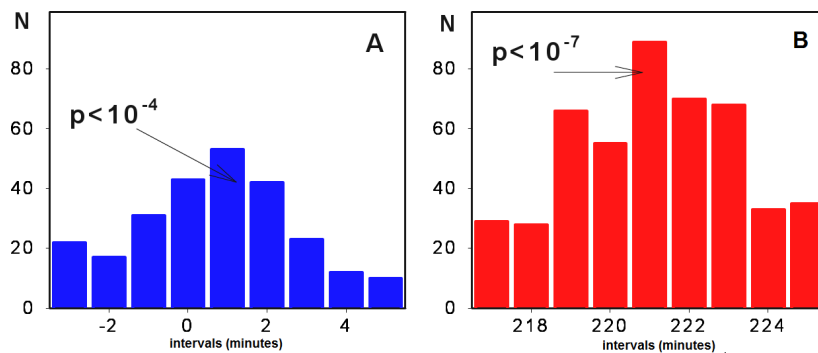 N
A
80
60
40
20
0
p<10^-4
-2 0 2 4
intervals (minutes)
N
B
80
60
40
20
0
p<10^-7
218 220 222 224
intervals (minutes)